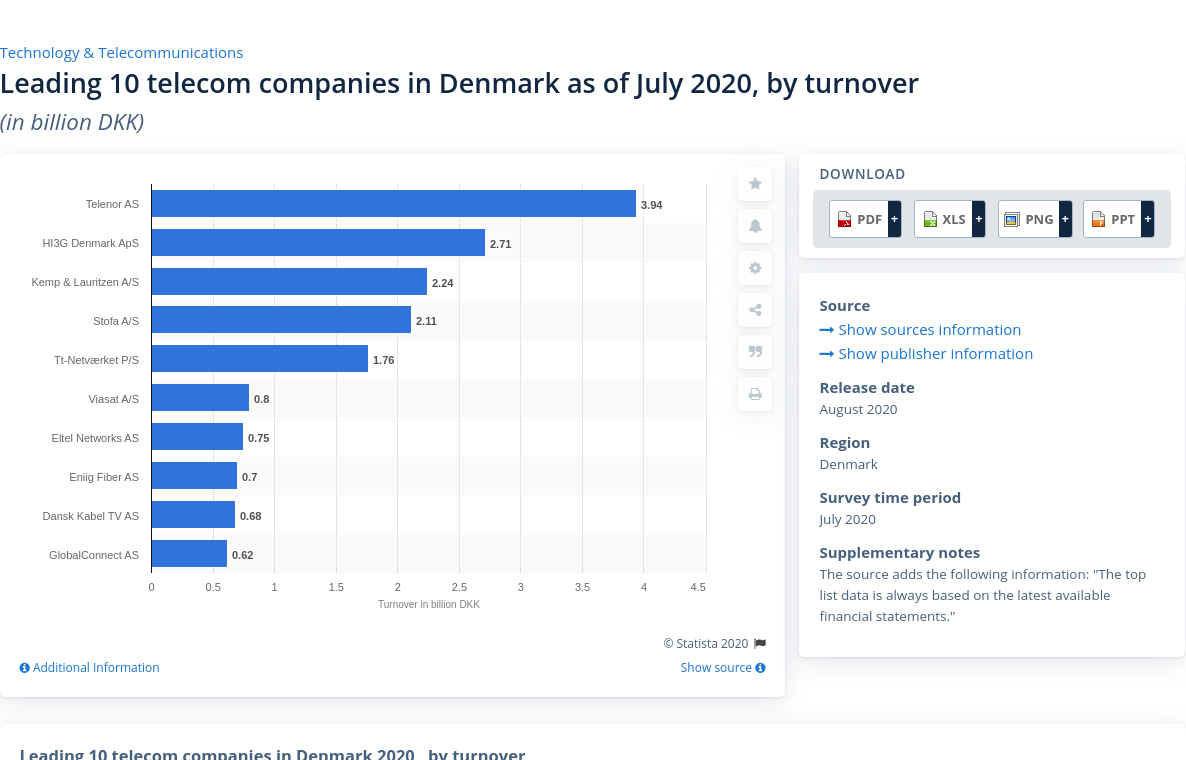 Technology & Telecommunications
Leading 10 telecom companies in Denmark as of July 2020, by turnover
(in billion DKK)
Telenor AS 3.94
HI3G Denmark ApS 2.71
Kemp & Lauritzen A/S 2.24
Stofa A/S 2.11
Tt-Netværket P/S 1.76
Viasat A/S 0.8
Eltel Networks AS 0.75
Eniig Fiber AS 0.7
Dansk Kabel TV AS 0.68
GlobalConnect AS 0.62
0 0.5 1 1.5 2 2.5 3 3.5 4 4.5
Turnover in billion DKK
© Statista 2020
Additional Information
Show source
DOWNLOAD
PDF + XLS + PNG + PPT +
Source
Show sources information
Show publisher information
Release date
August 2020
Region
Denmark
Survey time period
July 2020
Supplementary notes
The source adds the following information: "The top
list data is always based on the latest available
financial statements."
Leading 10 telecom companies in Denmark 2020, by turnover